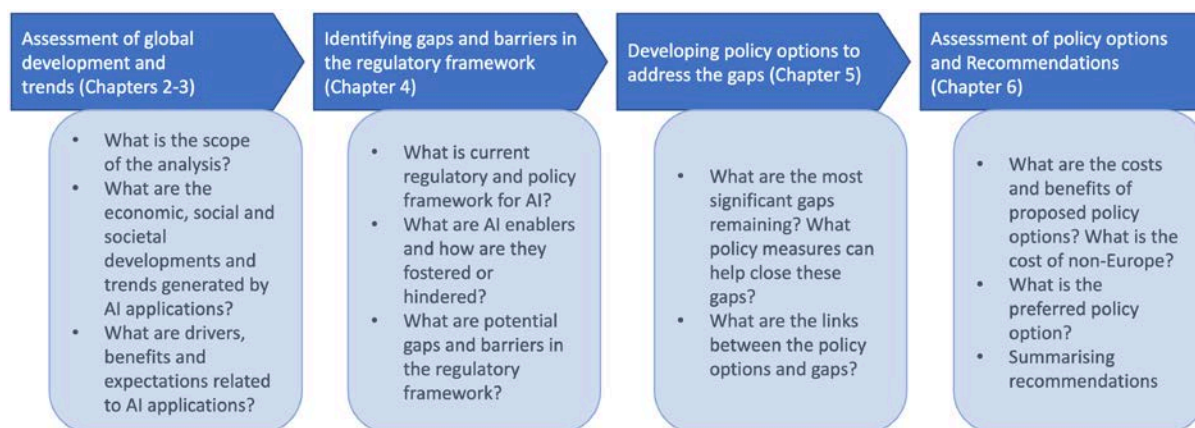 Assessment of global
development and
trends (Chapters 2-3)
• What is the scope
of the analysis?
• What are the
economic, social and
societal
developments and
trends generated by
AI applications?
• What are drivers,
benefits and
expectations related
to AI applications?
Identifying gaps and barriers in
the regulatory framework
(Chapter 4)
• What is current
regulatory and policy
framework for AI?
• What are AI enablers
and how are they
fostered or
hindered?
• What are potential
gaps and barriers in
the regulatory
framework?
Developing policy options to
address the gaps (Chapter 5)
• What are the most
significant gaps
remaining? What
policy measures can
help close these
gaps?
• What are the links
between the policy
options and gaps?
Assessment of policy options
and Recommendations
(Chapter 6)
• What are the costs
and benefits of
proposed policy
options? What is the
cost of non-Europe?
• What is the
preferred policy
option?
• Summarising
recommendations